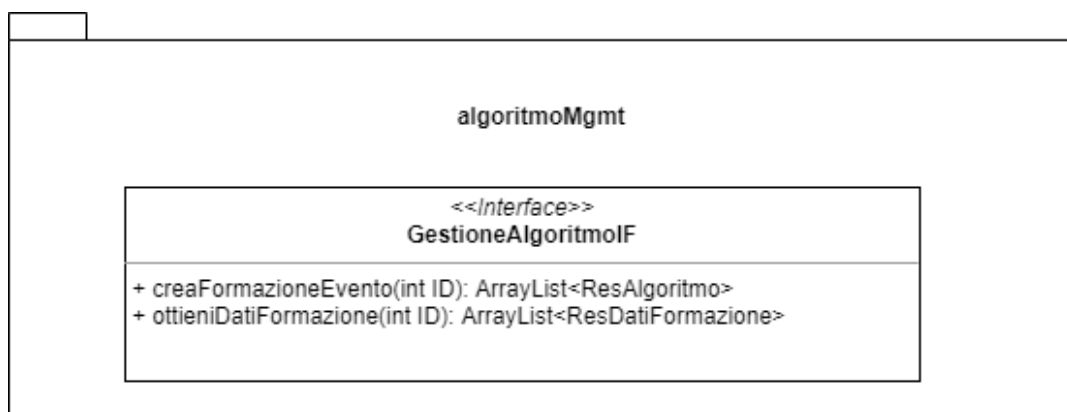 algoritmoMgmt
<<Interface>>
GestioneAlgoritmoIF
+ creaFormazioneEvento(int ID): ArrayList<ResAlgoritmo>
+ ottieniDatiFormazione(int ID): ArrayList<ResDatiFormazione>